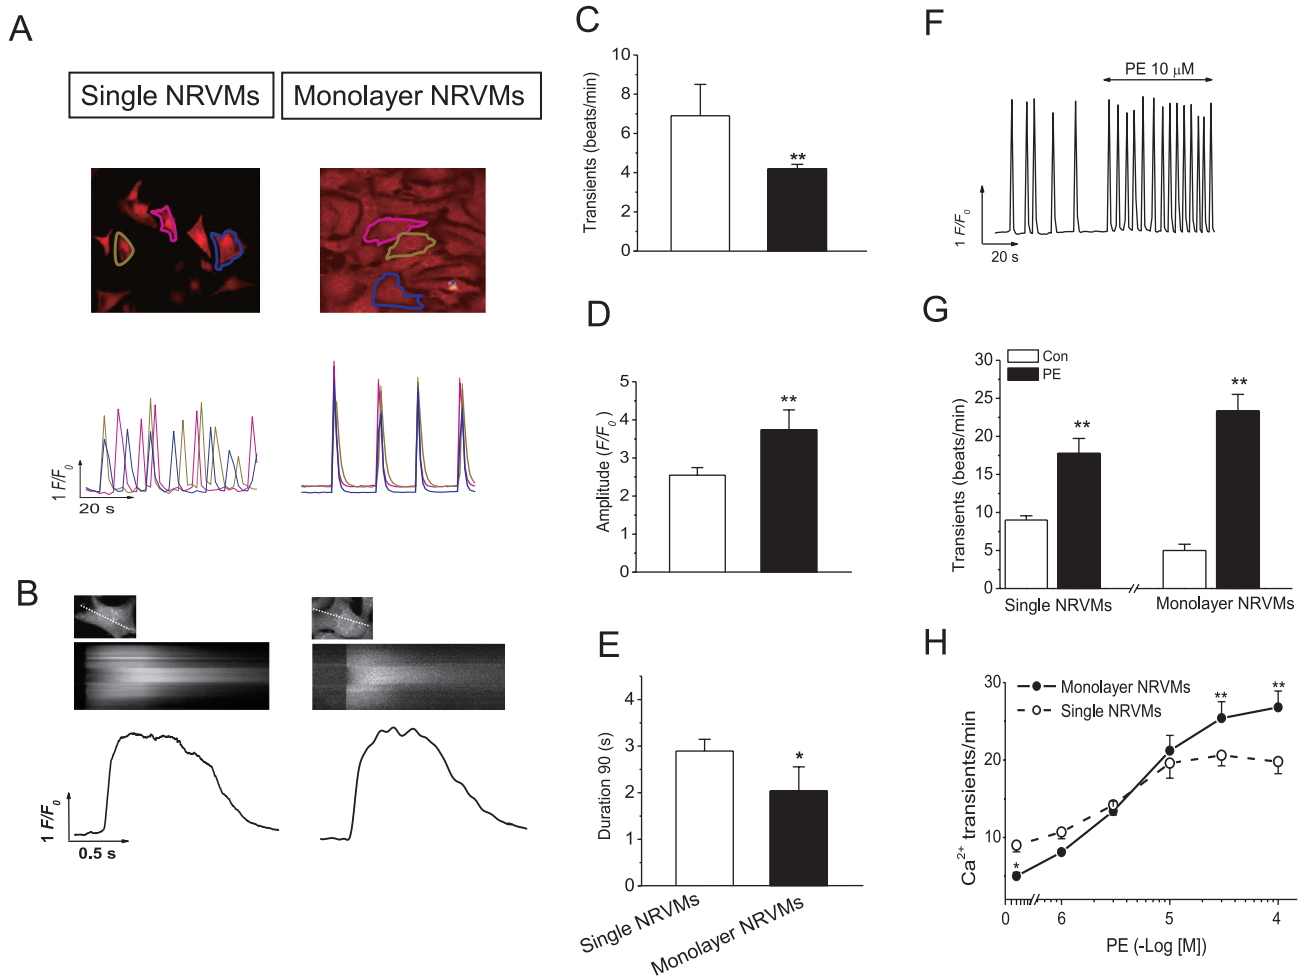 A
Single NRVMs
Monolayer NRVMs
1 F/F0
20 s
B
1 F/F0
0.5 s
C
Transients (beats/min)
10
8
6
4
2
0
**
D
Amplitude (F/F0)
5
4
3
2
1
0
**
E
Duration 90 (s)
5
4
3
2
1
0
*
Single NRVMs
Monolayer NRVMs
F
PE 10 μM
1 F/F0
20 s
G
Transients (beats/min)
30
25
20
15
10
5
0
Con
PE
**
**
Single NRVMs
Monolayer NRVMs
H
Ca2+ transients/min
30
20
10
Monolayer NRVMs
Single NRVMs
**
**
*
0
6
5
4
PE (-Log [M])